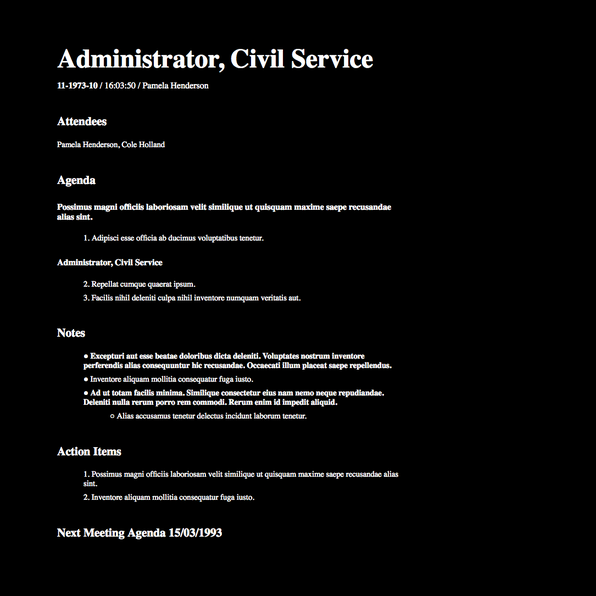 Administrator, Civil Service
11-1973-10 / 16:03:50 / Pamela Henderson
Attendees
Pamela Henderson, Cole Holland
Agenda
Possimus magni officiis laboriosam velit similique ut quisquam maxime saepe recusandae
alias sint.
1. Adipisci esse officia ab ducimus voluptatibus tenetur.
Administrator, Civil Service
2. Repellat cumque quaerat ipsum.
3. Facilis nihil deleniti culpa nihil inventore numquam veritatis aut.
Notes
● Excepturi aut esse beatae doloribus dicta deleniti. Voluptates nostrum inventore
perferendis alias consequuntur hic recusandae. Occaecati illum placeat saepe repellendus.
● Inventore aliquam mollitia consequatur fuga iusto.
● Ad ut totam facilis minima. Similique consectetur eius nam nemo neque repudiandae.
Deleniti nulla rerum porro rem commodi. Rerum enim id impedit aliquid.
○ Alias accusamus tenetur delectus incidunt laborum tenetur.
Action Items
1. Possimus magni officiis laboriosam velit similique ut quisquam maxime saepe recusandae alias
sint.
2. Inventore aliquam mollitia consequatur fuga iusto.
Next Meeting Agenda 15/03/1993